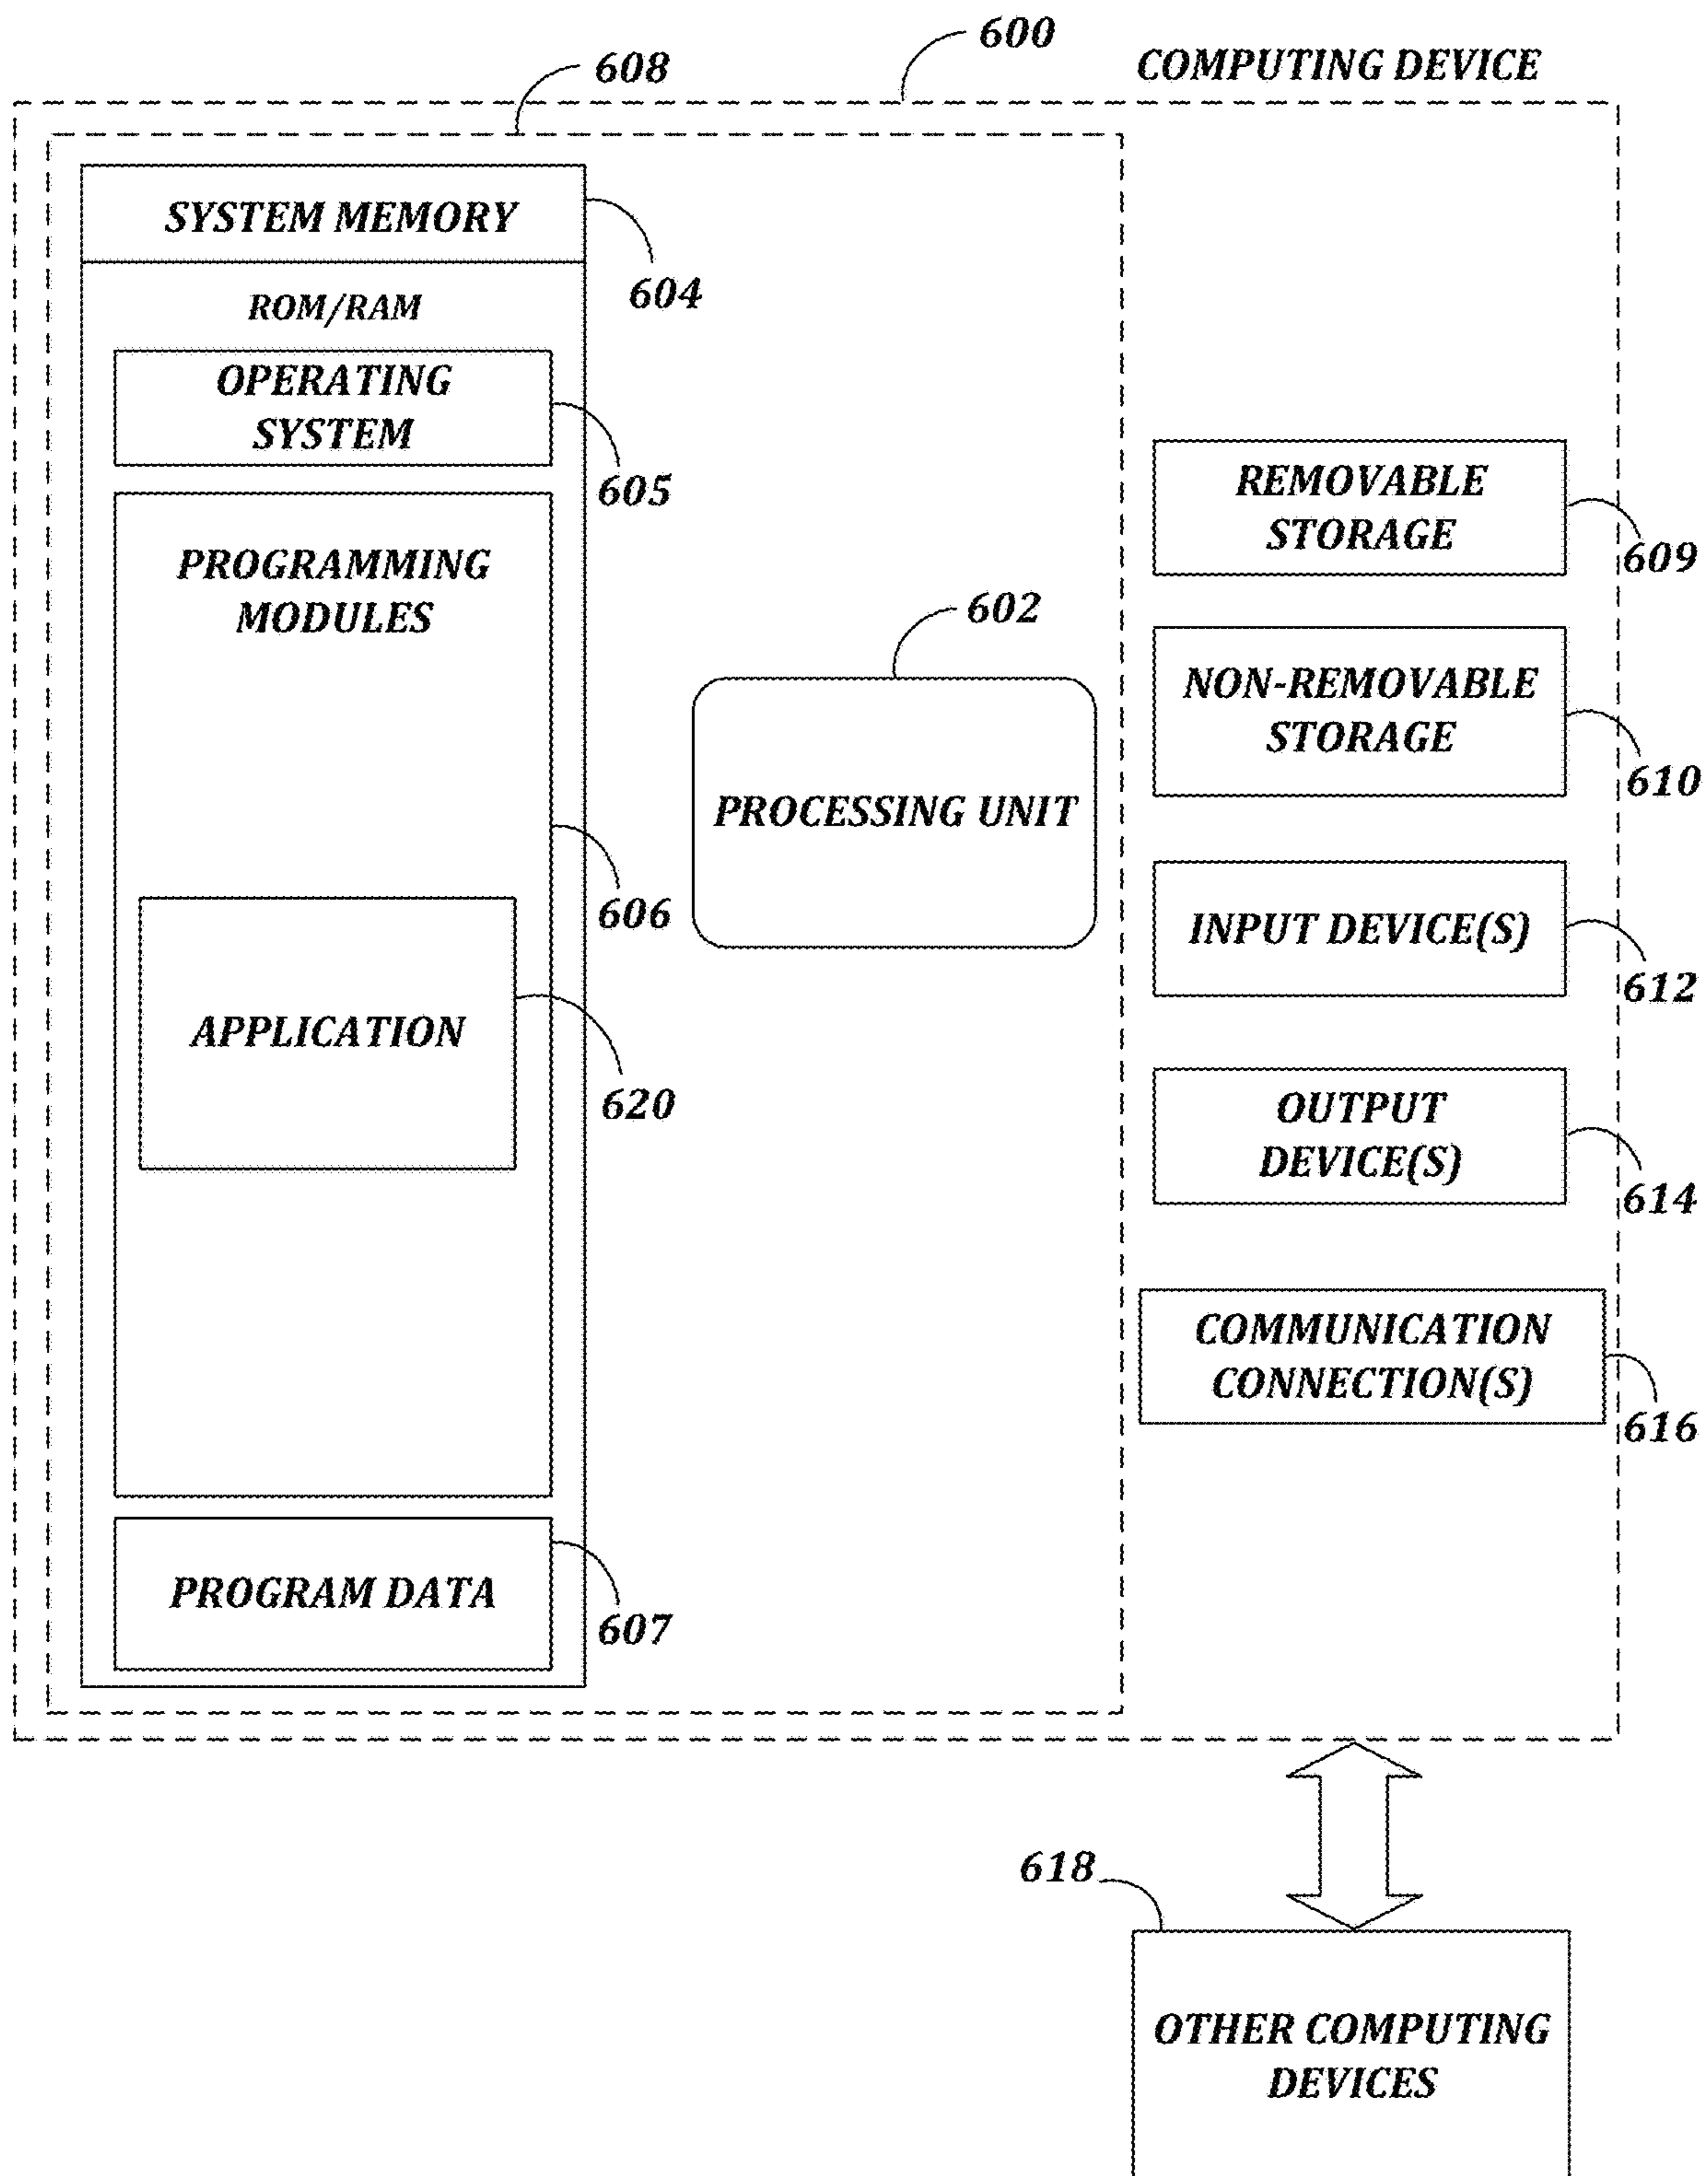 600
COMPUTING DEVICE
608
SYSTEM MEMORY
604
ROM/RAM
OPERATING
SYSTEM
605
PROGRAMMING
MODULES
606
APPLICATION
620
PROGRAM DATA
607
602
PROCESSING UNIT
REMOVABLE
STORAGE
609
NON-REMOVABLE
STORAGE
610
INPUT DEVICE(S)
612
OUTPUT
DEVICE(S)
614
COMMUNICATION
CONNECTION(S)
616
618
OTHER COMPUTING
DEVICES